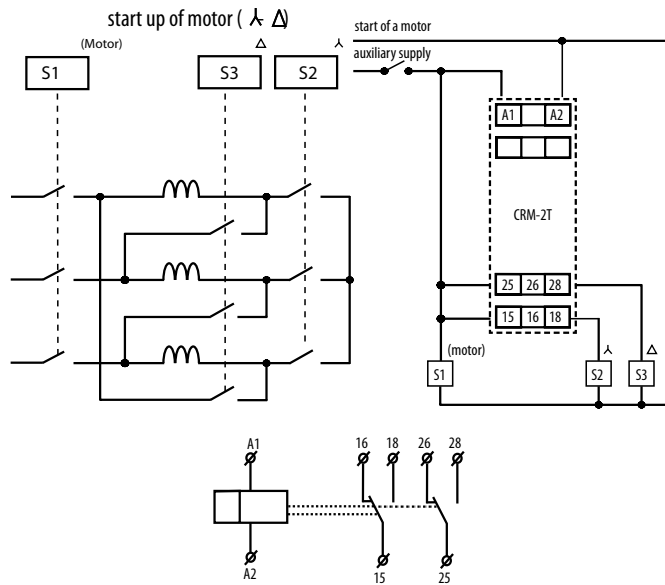 start up of motor ( ⅄ Δ)
(Motor)
S1
S3
Δ
S2
⅄
start of a motor
auxiliary supply
A1 A2
CRM-2T
25 26 28
15 16 18
(motor)
S1
⅄
S2
Δ
S3
A1
A2
16 18 26 28
15 25